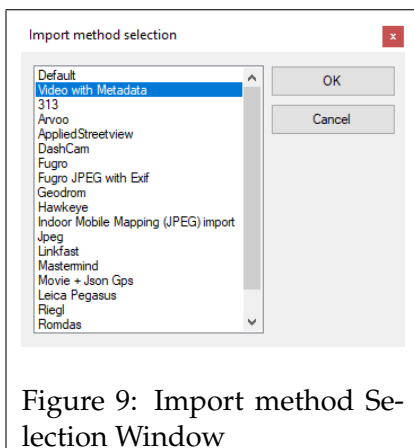 Import method selection
x
Default
Video with Metadata
313
Arvoo
AppliedStreetview
DashCam
Fugro
Fugro JPEG with Exif
Geodrom
Hawkeye
Indoor Mobile Mapping (JPEG) import
Jpeg
Linkfast
Mastermind
Movie + Json Gps
Leica Pegasus
Riegl
Romdas
OK
Cancel
Figure 9: Import method Se-
lection Window